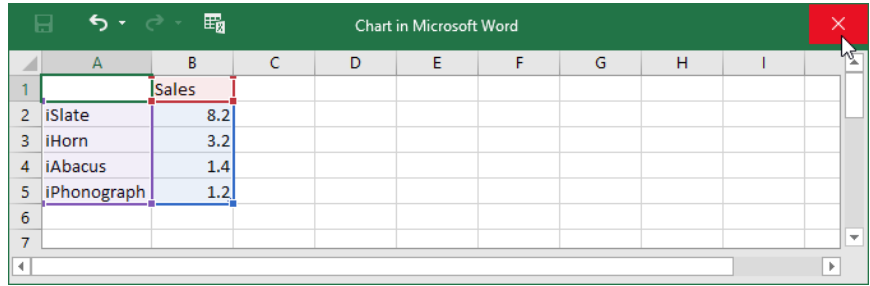 Chart in Microsoft Word
A B C D E F G H I
1 Sales
2 iSlate 8.2
3 iHorn 3.2
4 iAbacus 1.4
5 iPhonograph 1.2
6
7